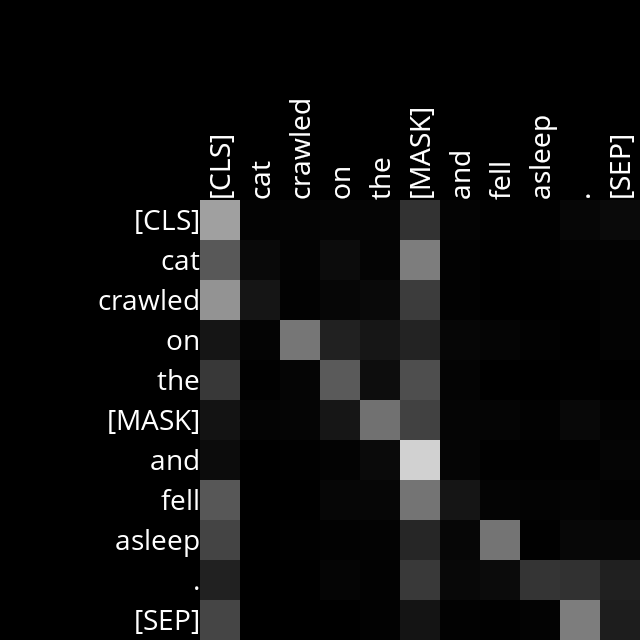 [CLS] cat crawled on the [MASK] and fell asleep . [SEP]
[CLS]
cat
crawled
on
the
[MASK]
and
fell
asleep
.
[SEP]